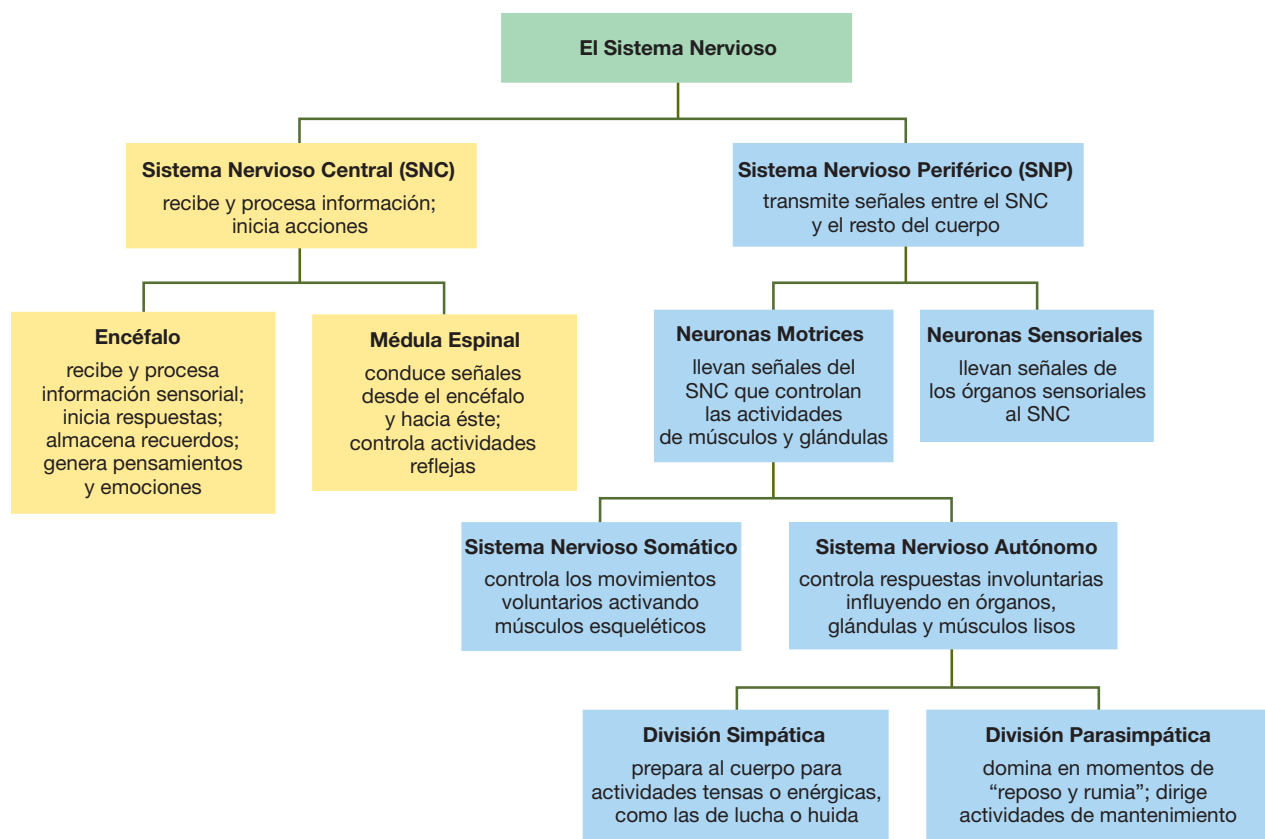 El Sistema Nervioso
Sistema Nervioso Central (SNC)
recibe y procesa información;
inicia acciones
Sistema Nervioso Periférico (SNP)
transmite señales entre el SNC
y el resto del cuerpo
Encéfalo
recibe y procesa
información sensorial;
inicia respuestas;
almacena recuerdos;
genera pensamientos
y emociones
Médula Espinal
conduce señales
desde el encéfalo
y hacia éste;
controla actividades
reflejas
Neuronas Motrices
llevan señales del
SNC que controlan
las actividades
de músculos y glándulas
Neuronas Sensoriales
llevan señales de
los órganos sensoriales
al SNC
Sistema Nervioso Somático
controla los movimientos
voluntarios activando
músculos esqueléticos
Sistema Nervioso Autónomo
controla respuestas involuntarias
influyendo en órganos,
glándulas y músculos lisos
División Simpática
prepara al cuerpo para
actividades tensas o enérgicas,
como las de lucha o huida
División Parasimpática
domina en momentos de
“reposo y rumia”; dirige
actividades de mantenimiento